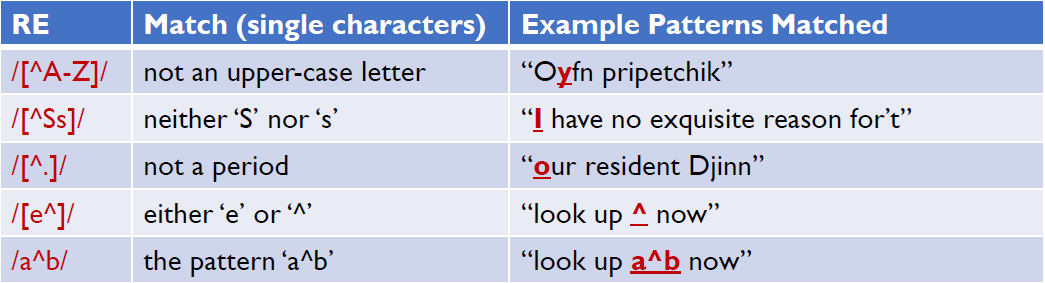 RE Match (single characters) Example Patterns Matched
/[^A-Z]/ not an upper-case letter “Oyfn pripetchik”
/[^Ss]/ neither ‘S’ nor ‘s’ “I have no exquisite reason for’t”
/[^.]/ not a period “our resident Djinn”
/[e^]/ either ‘e’ or ‘^’ “look up ^ now”
/a^b/ the pattern ‘a^b’ “look up a^b now”